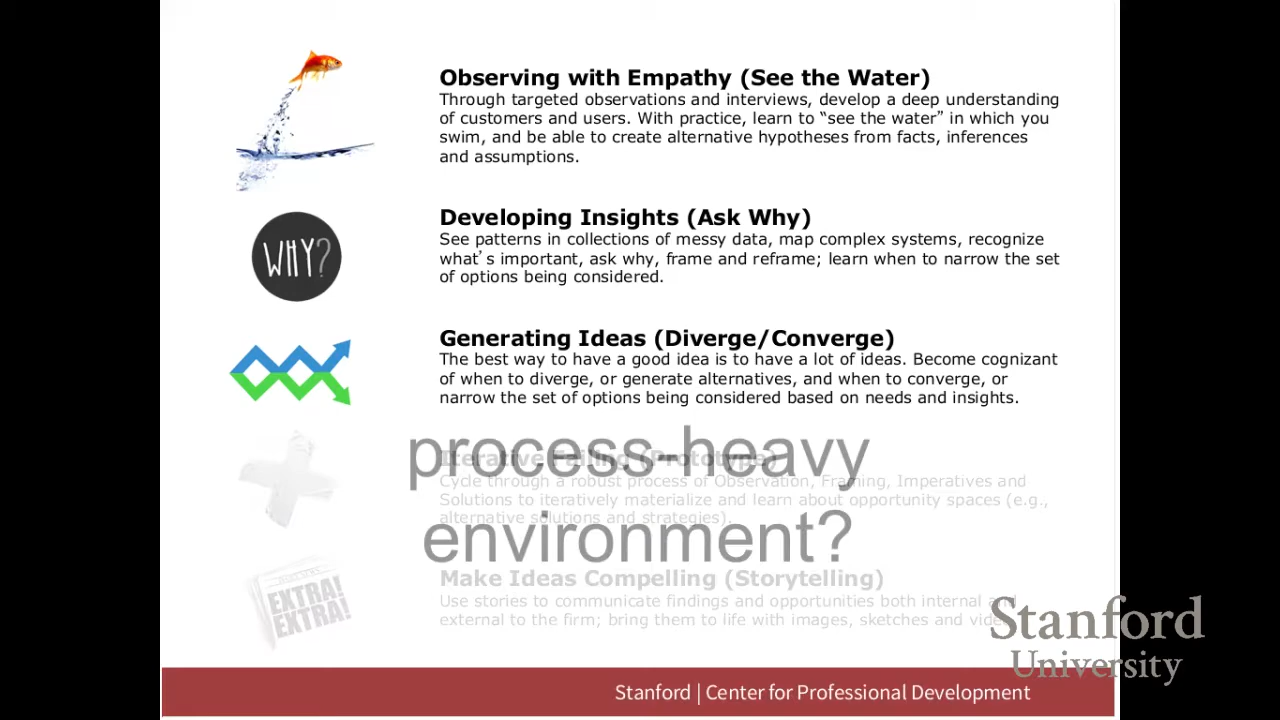 Observing with Empathy (See the Water)
Through targeted observations and interviews, develop a deep understanding
of customers and users. With practice, learn to “see the water” in which you
swim, and be able to create alternative hypotheses from facts, inferences
and assumptions.
WHY?
Developing Insights (Ask Why)
See patterns in collections of messy data, map complex systems, recognize
what’s important, ask why, frame and reframe; learn when to narrow the set
of options being considered.
Generating Ideas (Diverge/Converge)
The best way to have a good idea is to have a lot of ideas. Become cognizant
of when to diverge, or generate alternatives, and when to converge, or
narrow the set of options being considered based on needs and insights.
process-heavy
environment?
Iterative Failing (Prototype)
Cycle through a robust process of Observation, Framing, Imperatives and
Solutions to iteratively materialize and learn about opportunity spaces (e.g.,
alternative solutions and strategies).
EXTRA!
EXTRA!
Make Ideas Compelling (Storytelling)
Use stories to communicate findings and opportunities both internal and
external to the firm; bring them to life with images, sketches and
Stanford
University
Stanford | Center for Professional Development